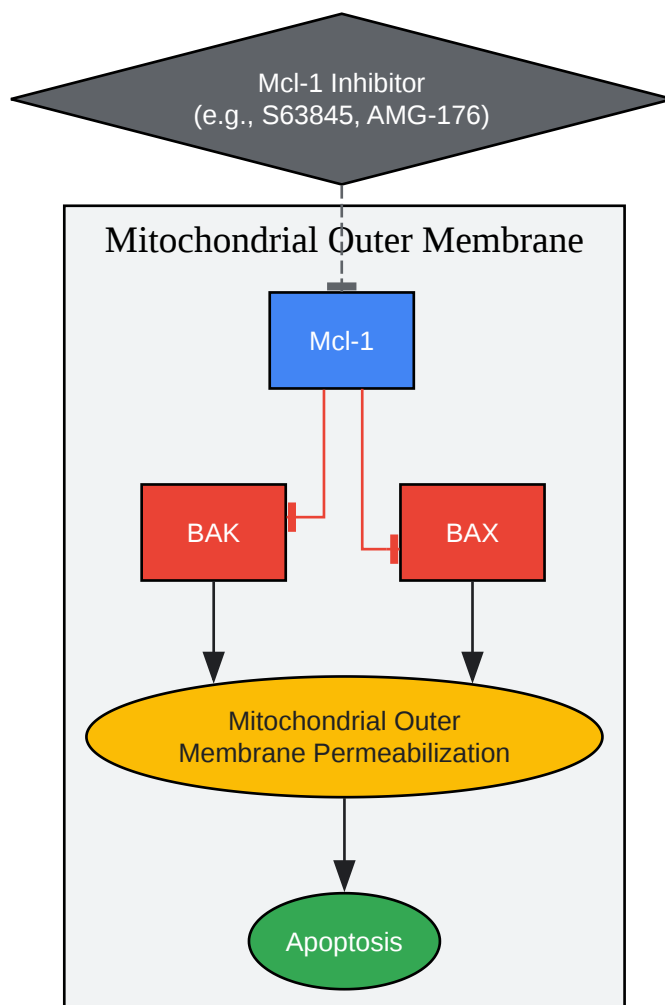 Mcl-1 Inhibitor
(e.g., S63845, AMG-176)
Mitochondrial Outer Membrane
Mcl-1
BAK
BAX
Mitochondrial Outer
Membrane Permeabilization
Apoptosis